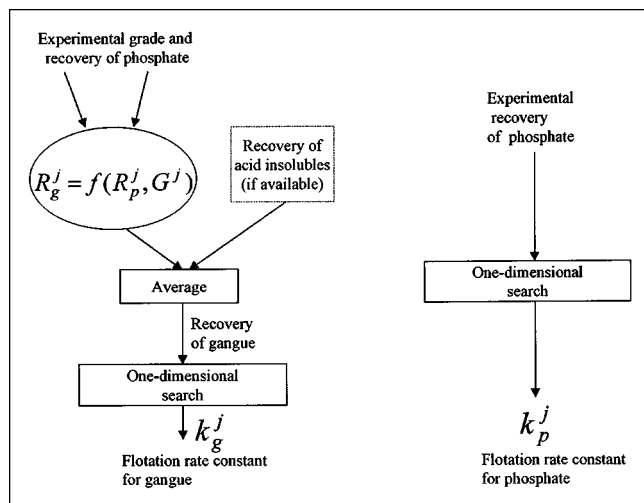 Experimental grade and
recovery of phosphate
R_g^j = f(R_p^j, G^j)
Recovery of
acid insolubles
(if available)
Average
Recovery
of gangue
One-dimensional
search
k_g^j
Flotation rate constant
for gangue
Experimental
recovery
of phosphate
One-dimensional
search
k_p^j
Flotation rate constant
for phosphate